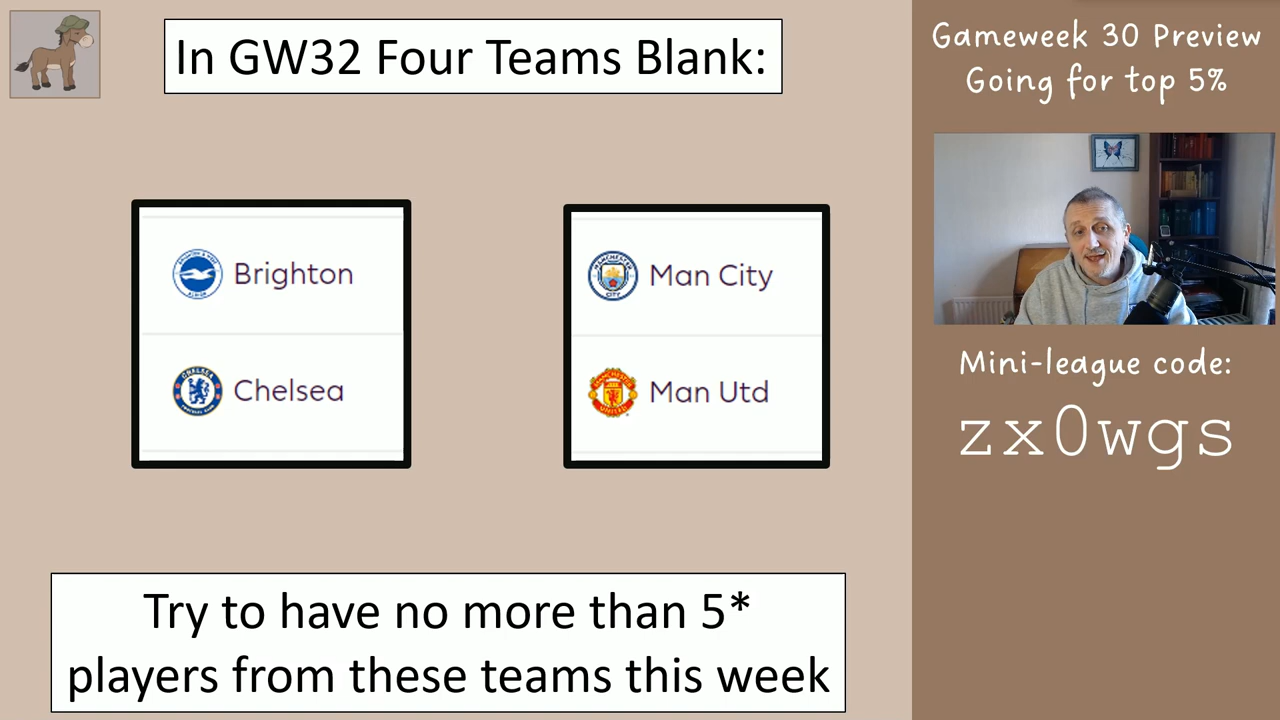 In GW32 Four Teams Blank:
Brighton
Chelsea
Man City
Man Utd
Try to have no more than 5*
players from these teams this week
Gameweek 30 Preview
Going for top 5%
Mini-league code:
zx0wgs